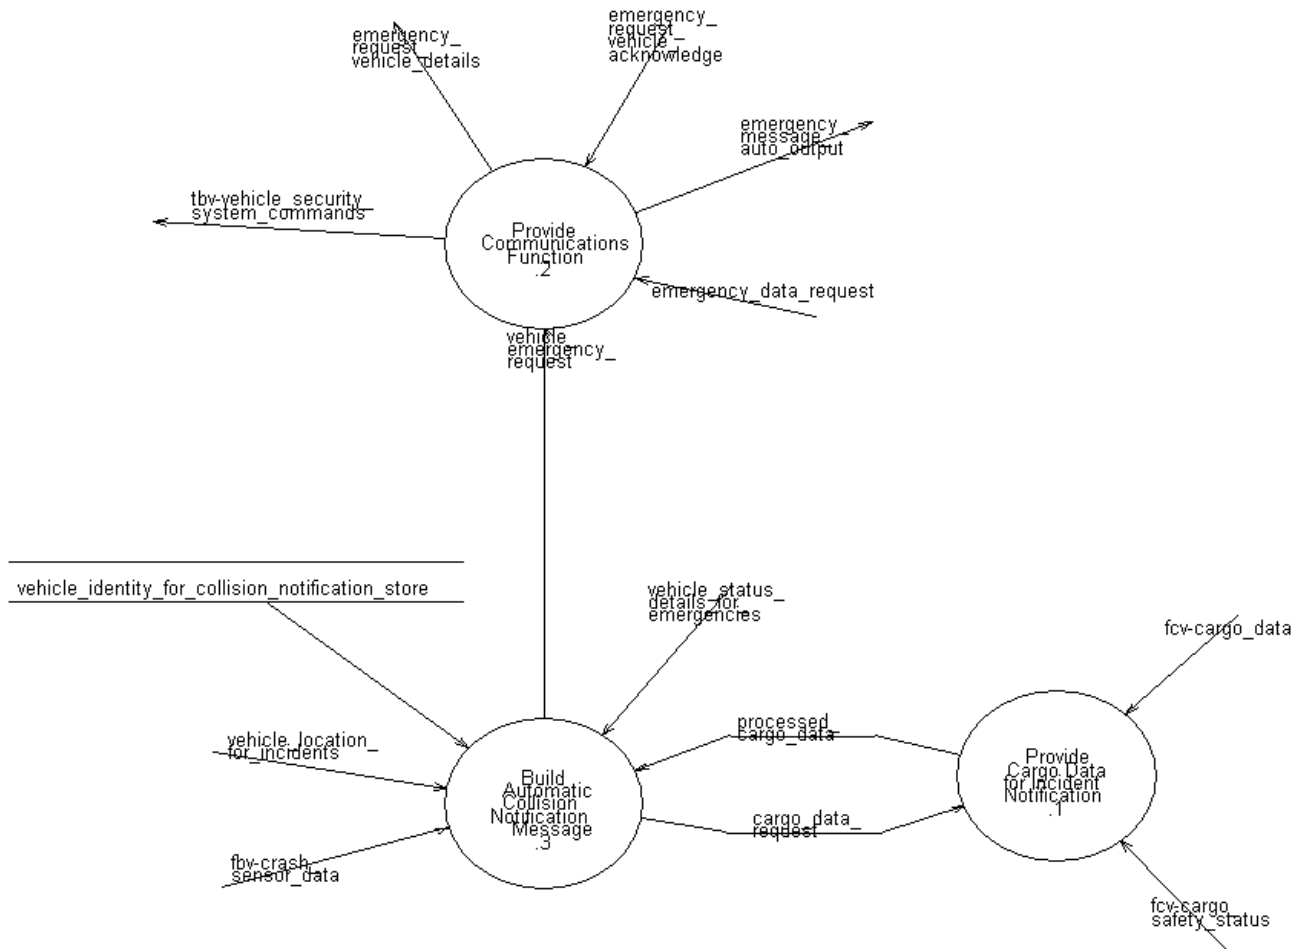 emergency_
request_
vehicle_details
emergency_
request_
vehicle_
acknowledge
emergency_
message_
auto_output
tbv-vehicle_security_
system_commands
Provide
Communications
Function
.2
emergency_data_request
vehicle_
emergency_
request
vehicle_identity_for_collision_notification_store
vehicle_status_
details_for_
emergencies
fcv-cargo_data
vehicle_location_
for_incidents
processed_
cargo_data
Build
Automatic
Collision
Notification
Message
.3
Provide
Cargo Data
for Incident
Notification
.1
cargo_data_
request
fbv-crash_
sensor_data
fcv-cargo_
safety_status